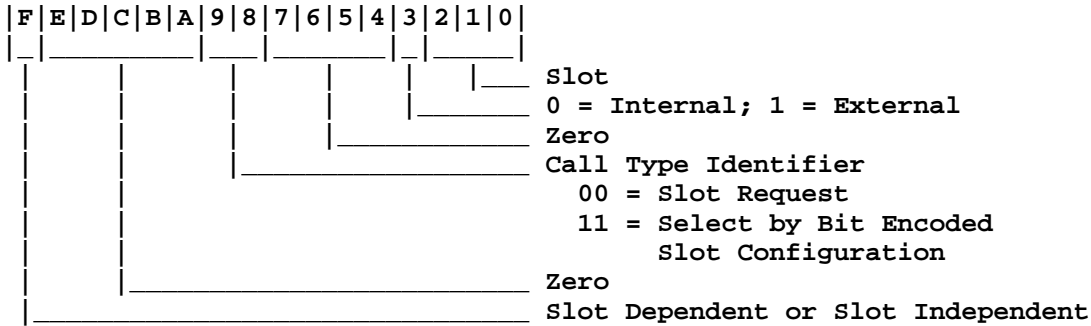 |F|E|D|C|B|A|9|8|7|6|5|4|3|2|1|0|
Slot
0 = Internal; 1 = External
Zero
Call Type Identifier
00 = Slot Request
11 = Select by Bit Encoded
Slot Configuration
Zero
Slot Dependent or Slot Independent